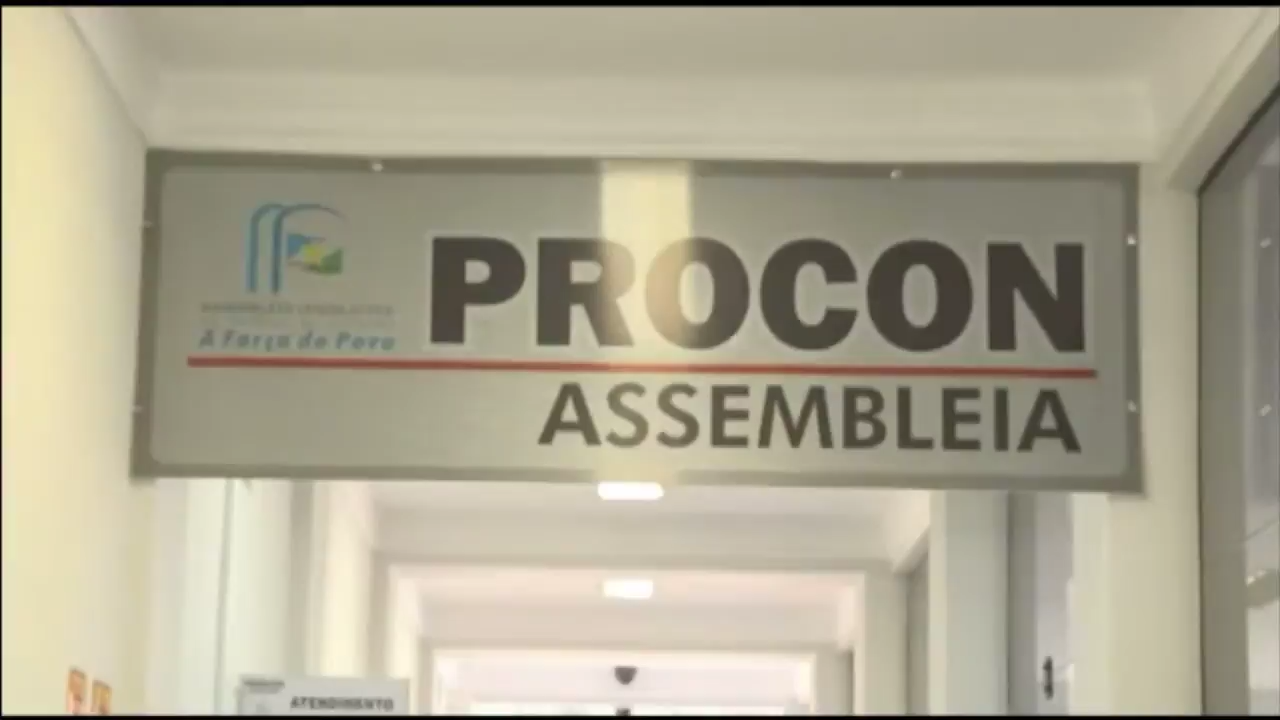 PROCON
ASSEMBLEIA
A Força do Povo
ATENDIMENTO